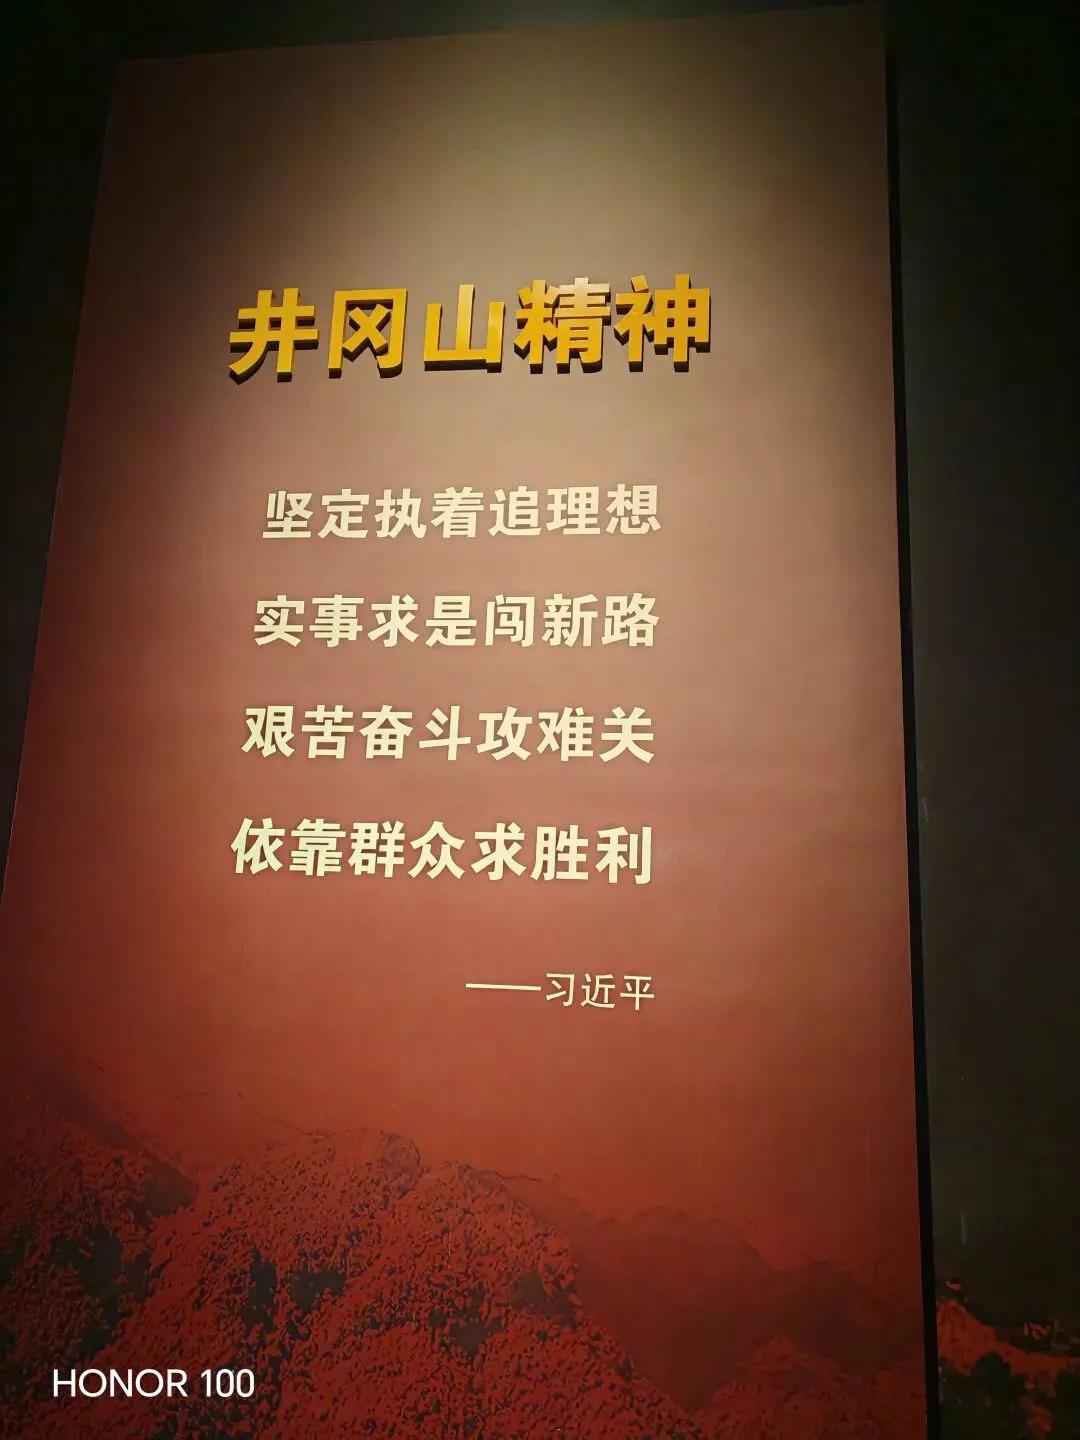 井冈山精神
坚定执着追理想
实事求是闯新路
艰苦奋斗攻难关
依靠群众求胜利
——习近平
HONOR 100